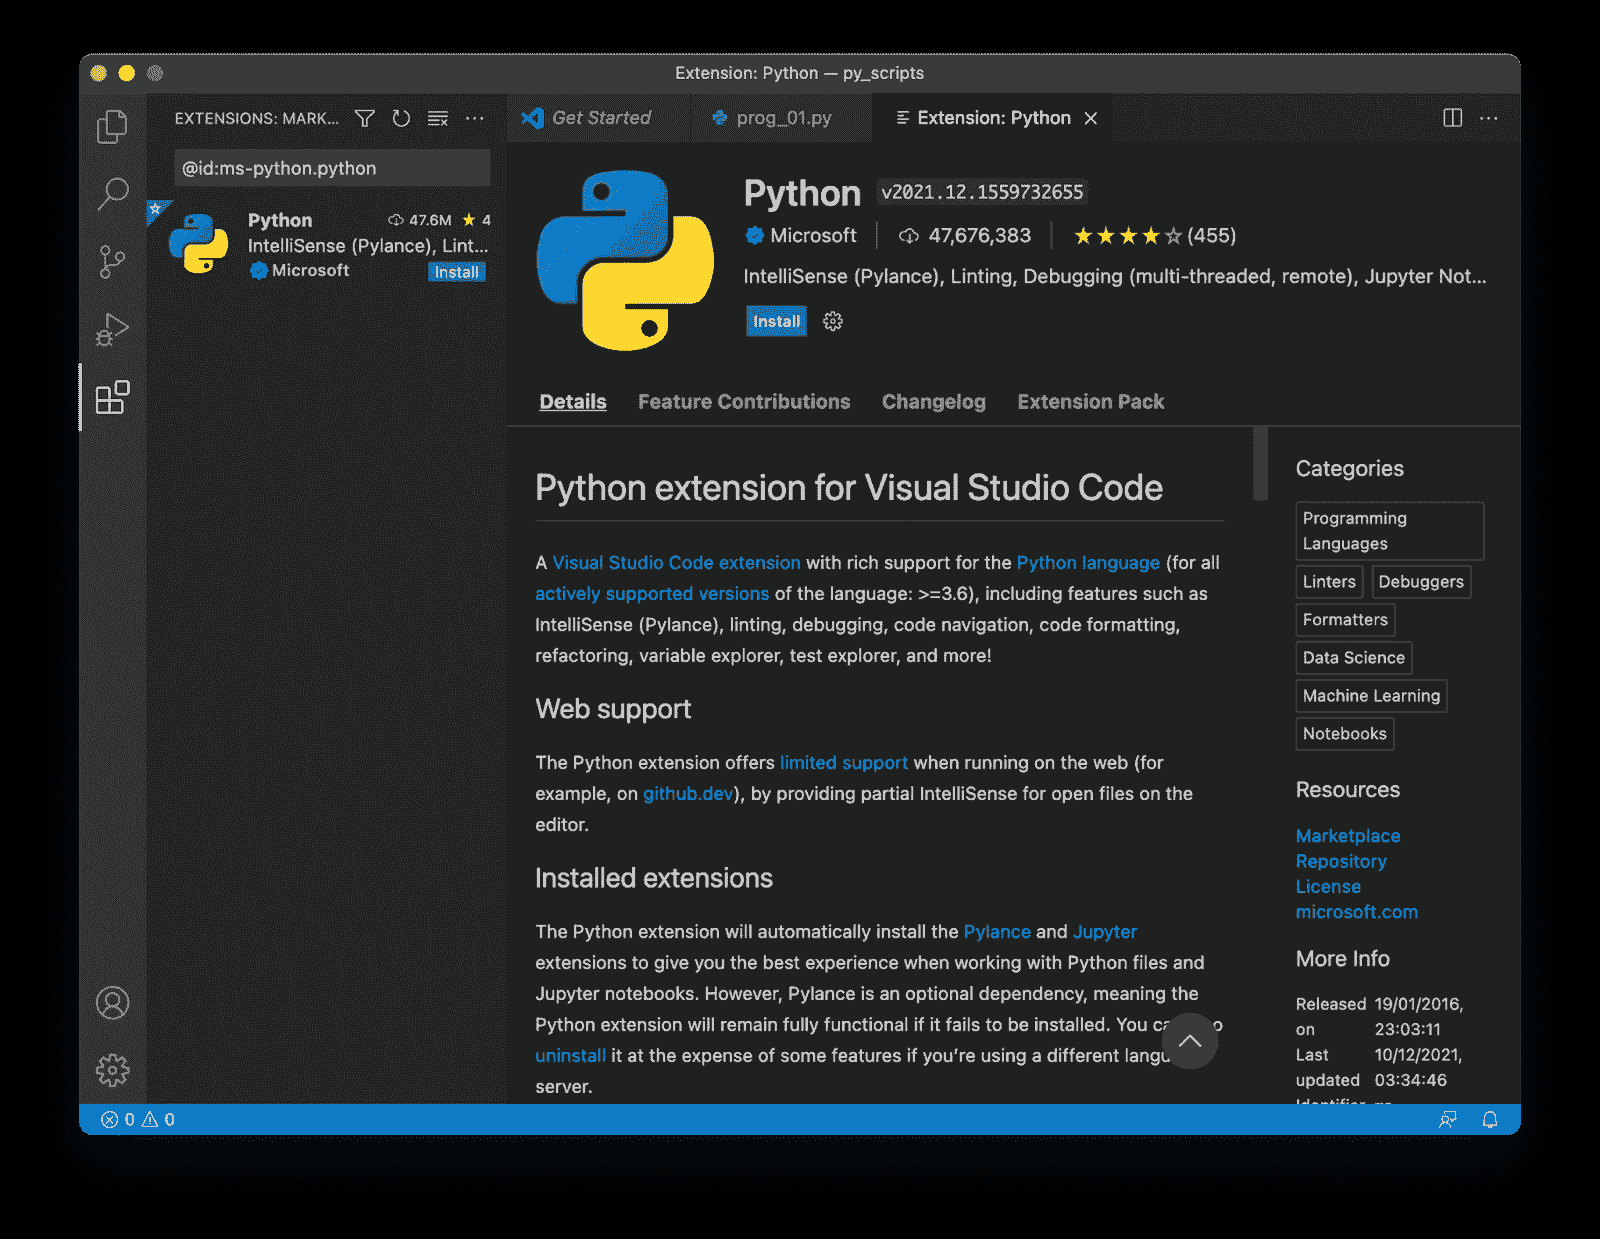 Extension: Python — py_scripts
EXTENSIONS: MARK...
@id:ms-python.python
Python 47.6M 4
IntelliSense (Pylance), Lint...
Microsoft Install
Get Started prog_01.py Extension: Python
Python v2021.12.1559732655
Microsoft 47,676,383 (455)
IntelliSense (Pylance), Linting, Debugging (multi-threaded, remote), Jupyter Not...
Install
Details Feature Contributions Changelog Extension Pack
Python extension for Visual Studio Code
A Visual Studio Code extension with rich support for the Python language (for all
actively supported versions of the language: >=3.6), including features such as
IntelliSense (Pylance), linting, debugging, code navigation, code formatting,
refactoring, variable explorer, test explorer, and more!
Web support
The Python extension offers limited support when running on the web (for
example, on github.dev), by providing partial IntelliSense for open files on the
editor.
Installed extensions
The Python extension will automatically install the Pylance and Jupyter
extensions to give you the best experience when working with Python files and
Jupyter notebooks. However, Pylance is an optional dependency, meaning the
Python extension will remain fully functional if it fails to be installed. You
uninstall it at the expense of some features if you're using a different
server.
Categories
Programming
Languages
Linters Debuggers
Formatters
Data Science
Machine Learning
Notebooks
Resources
Marketplace
Repository
License
microsoft.com
More Info
Released 19/01/2016,
on 23:03:11
Last 10/12/2021,
updated 03:34:46
0 0